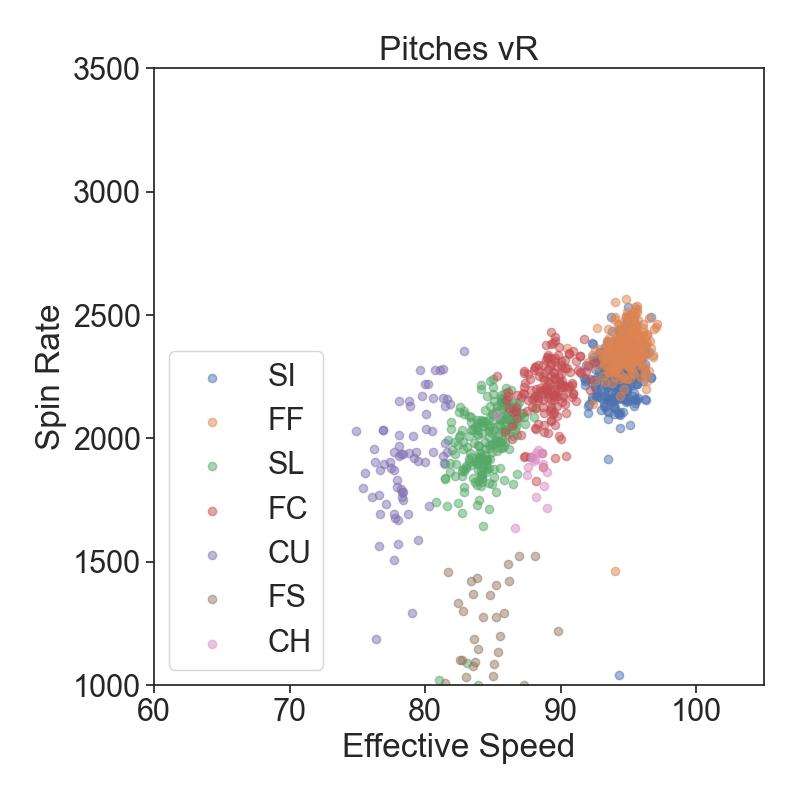 Pitches vR
3500
3000
2500
2000
1500
1000
Spin Rate
SI
FF
SL
FC
CU
FS
CH
60 70 80 90 100
Effective Speed